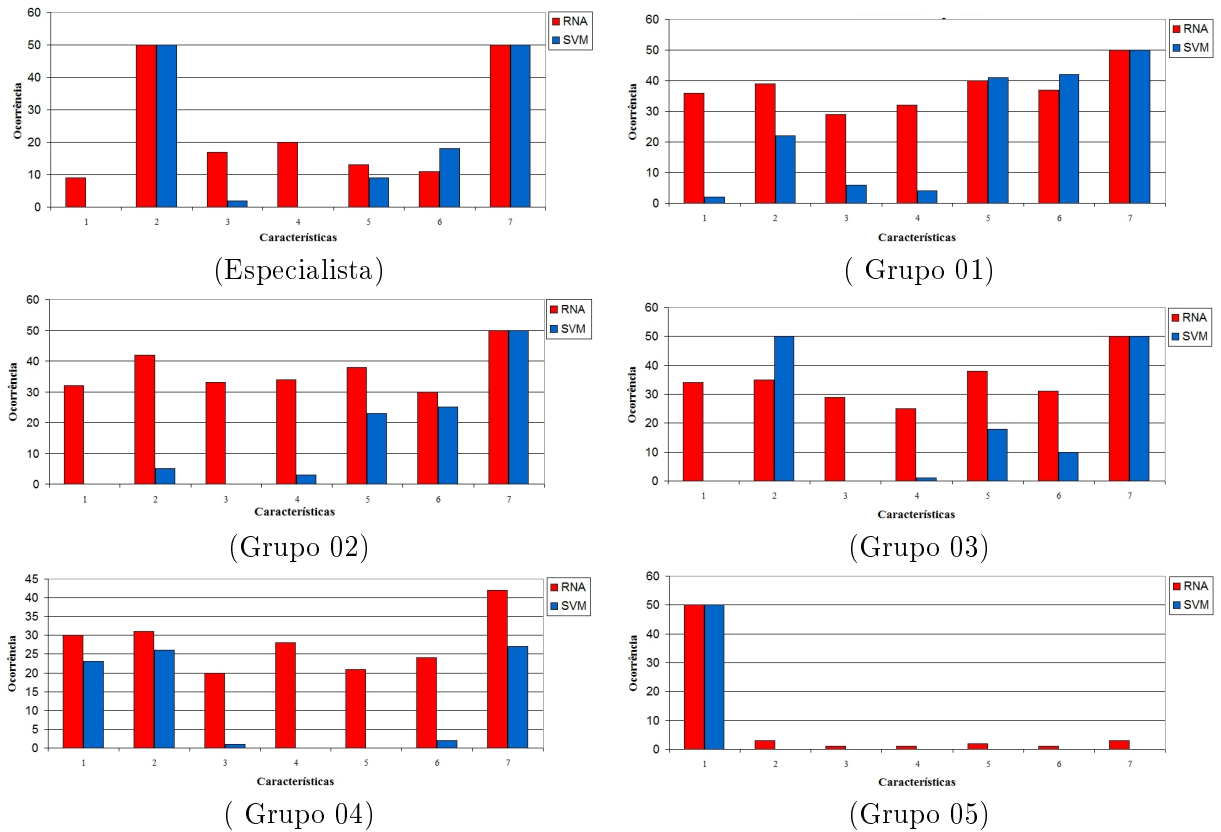 60
50
40
30
20
10
0
Ocorrência
1 2 3 4 5 6 7
Características
RNA
SVM
(Especialista)
60
50
40
30
20
10
0
Ocorrência
1 2 3 4 5 6 7
Características
RNA
SVM
( Grupo 01)
60
50
40
30
20
10
0
Ocorrência
1 2 3 4 5 6 7
Características
RNA
SVM
(Grupo 02)
60
50
40
30
20
10
0
Ocorrência
1 2 3 4 5 6 7
Características
RNA
SVM
(Grupo 03)
45
40
35
30
25
20
15
10
5
0
Ocorrência
1 2 3 4 5 6 7
Características
RNA
SVM
( Grupo 04)
60
50
40
30
20
10
0
Ocorrência
1 2 3 4 5 6 7
Características
RNA
SVM
(Grupo 05)